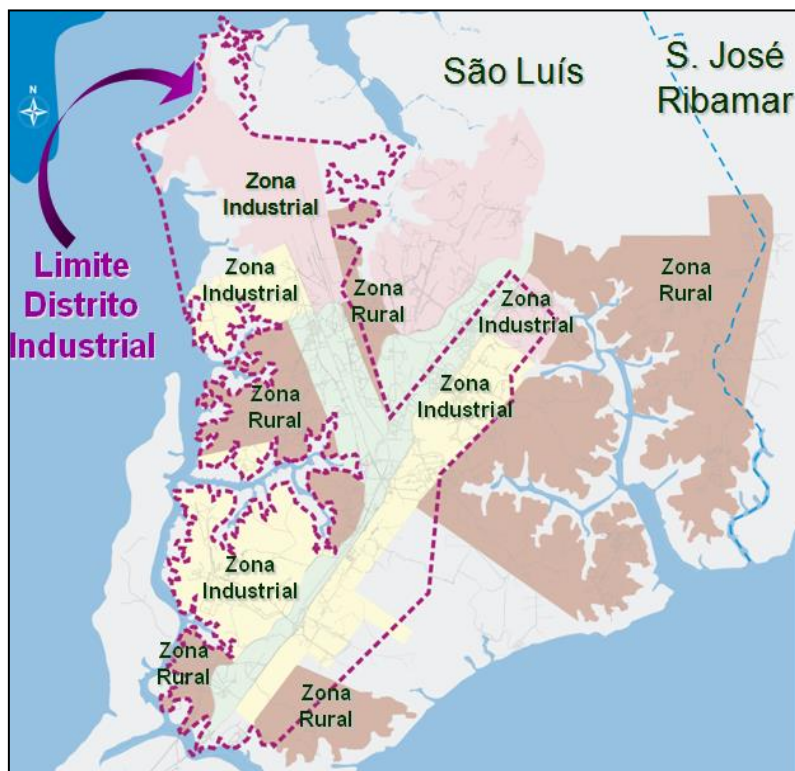 São Luís
S. José
Ribamar
N
Zona
Industrial
Limite
Distrito
Industrial
Zona
Industrial
Zona
Rural
Zona
Industrial
Zona
Rural
Zona
Rural
Zona
Industrial
Zona
Industrial
Zona
Rural
Zona
Rural